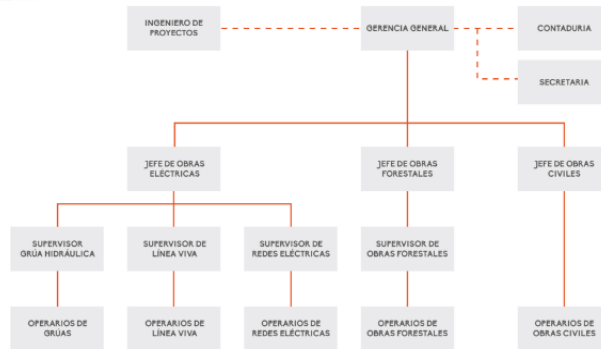 INGENIERO DE
PROYECTOS
GERENCIA GENERAL
CONTADURIA
SECRETARIA
JEFE DE OBRAS
ELÉCTRICAS
JEFE DE OBRAS
FORESTALES
JEFE DE OBRAS
CIVILES
SUPERVISOR
GRÚA HIDRÁULICA
SUPERVISOR DE
LÍNEA VIVA
SUPERVISOR DE
REDES ELÉCTRICAS
SUPERVISOR DE
OBRAS FORESTALES
OPERARIOS DE
GRÚAS
OPERARIOS DE
LÍNEA VIVA
OPERARIOS DE
REDES ELÉCTRICAS
OPERARIOS DE
OBRAS FORESTALES
OPERARIOS DE
OBRAS CIVILES